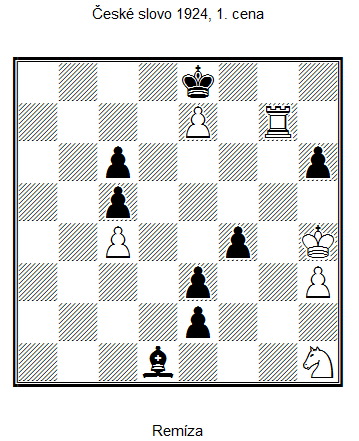 České slovo 1924, 1. cena
Remíza